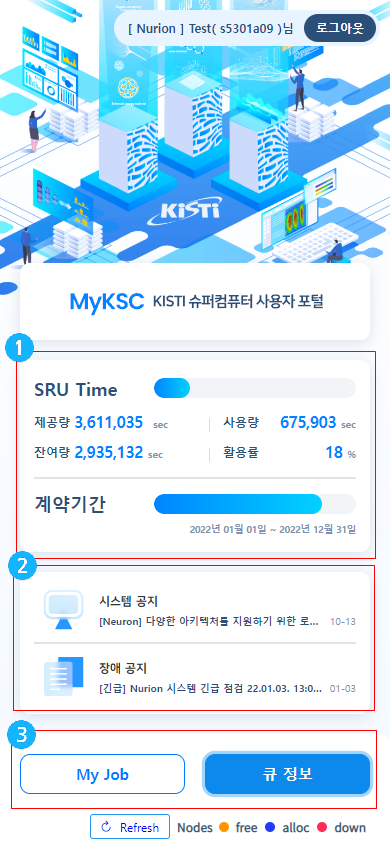 [ Nurion ] Test( s5301a09 )님 로그아웃
KiSTi
MyKSC KISTI 슈퍼컴퓨터 사용자 포털
1
SRU Time
제공량 3,611,035 sec 사용량 675,903 sec
잔여량 2,935,132 sec 활용률 18 %
계약기간
2022년 01월 01일 ~ 2022년 12월 31일
2
시스템 공지
[Neuron] 다양한 아키텍처를 지원하기 위한 로... 10-13
장애 공지
[긴급] Nurion 시스템 긴급 점검 22.01.03. 13:0... 01-03
3
My Job 큐 정보
Refresh Nodes free alloc down